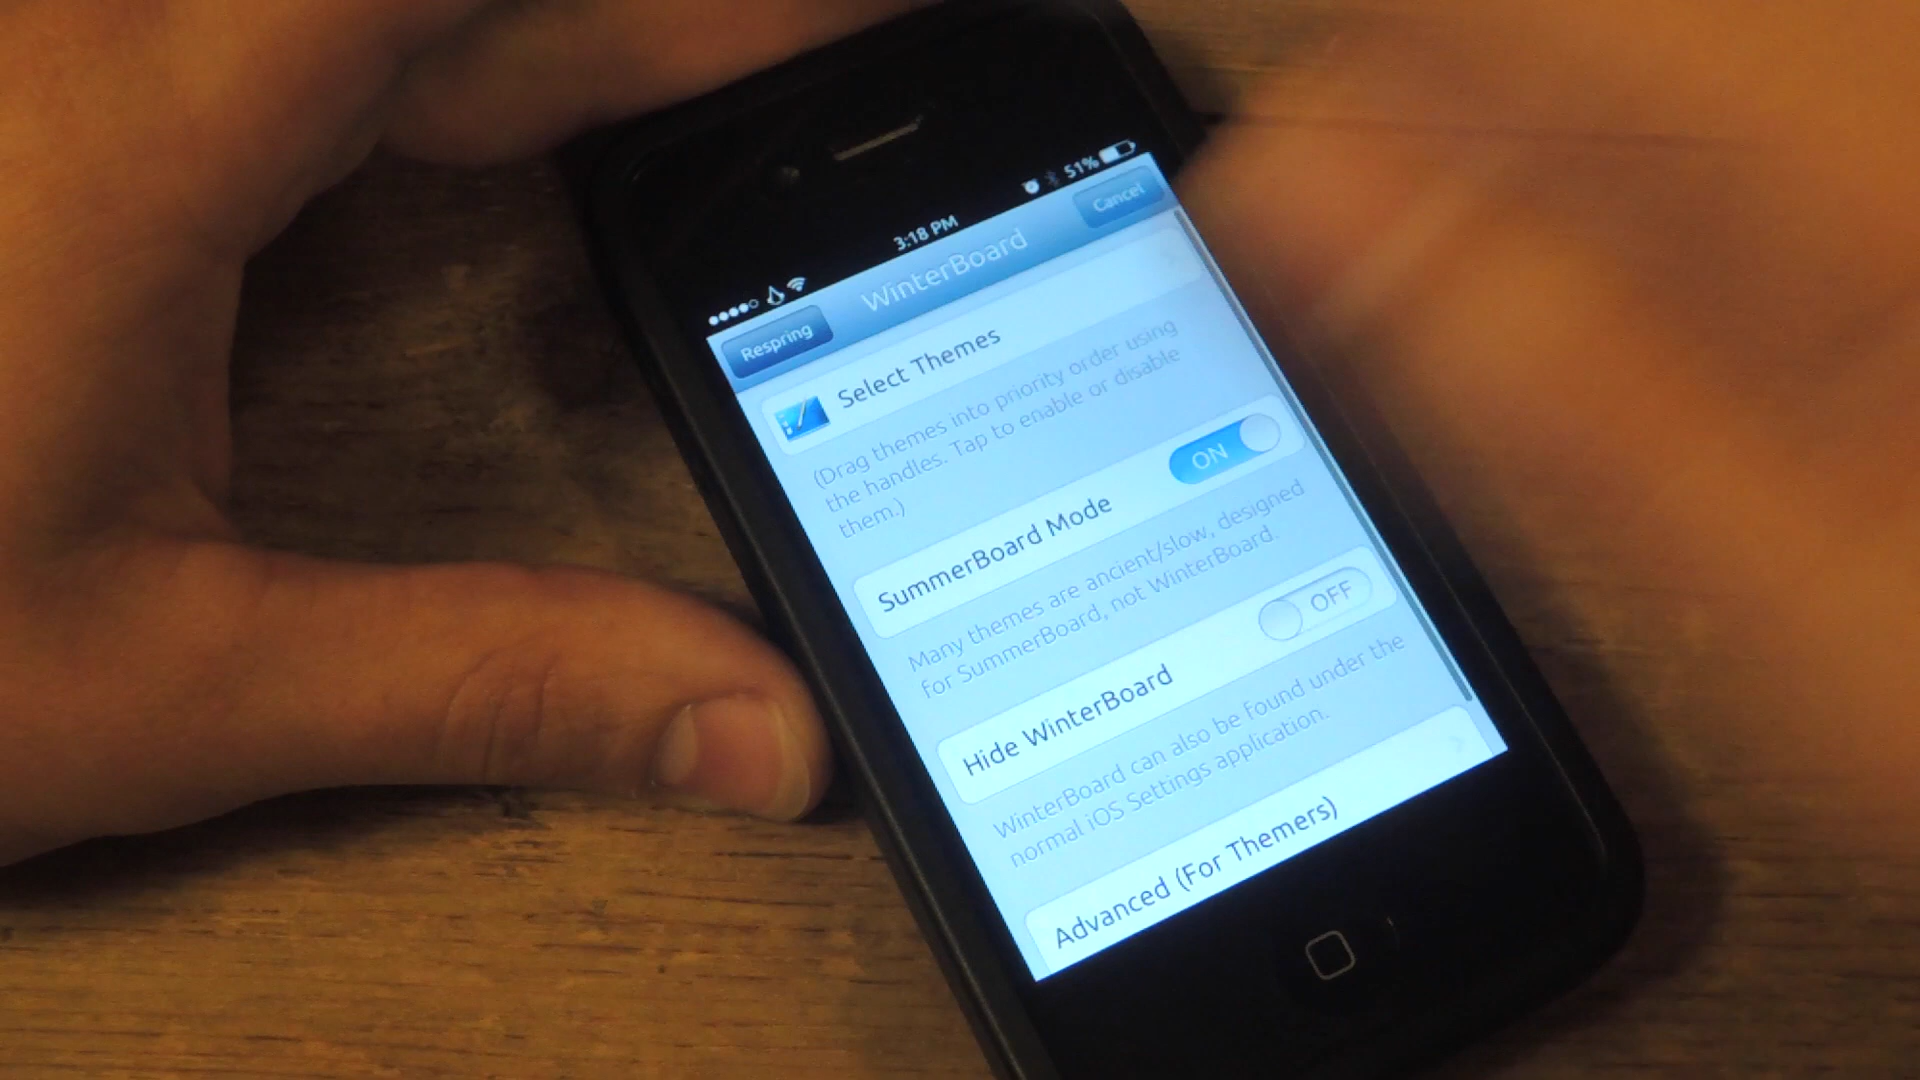 3:18 PM
51%
Respring
WinterBoard
Cancel
Select Themes
(Drag themes into priority order using
the handles. Tap to enable or disable
them.)
SummerBoard Mode
ON
Many themes are ancient/slow, designed
for SummerBoard, not WinterBoard.
Hide WinterBoard
OFF
WinterBoard can also be found under the
normal iOS Settings application.
Advanced (For Themers)